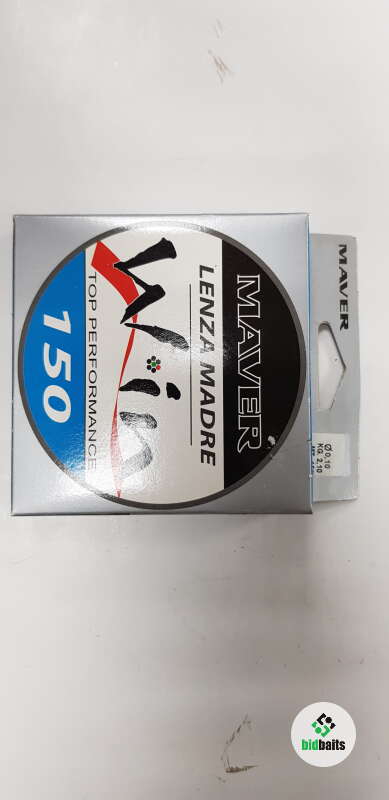 MAVER
MAVER
LENZA MADRE
Win
TOP PERFORMANCE
150
Ø 0,10
KG. 2,10
bidbaits